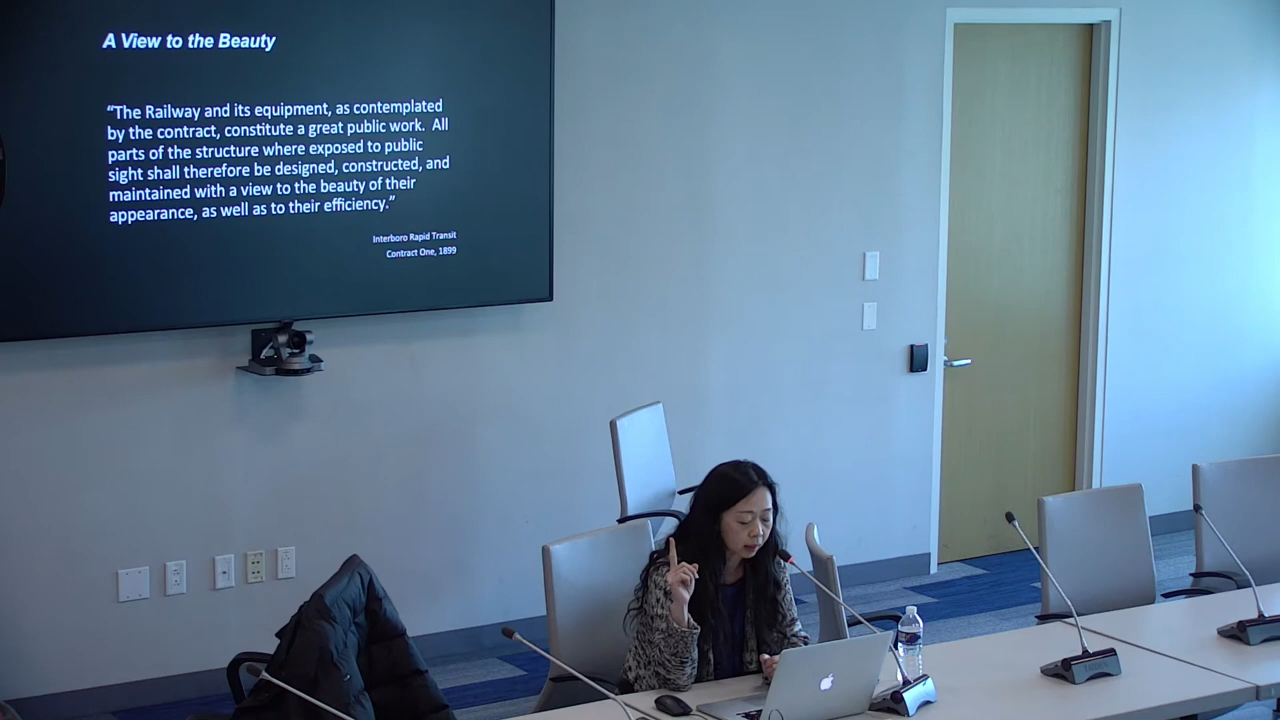 A View to the Beauty
“The Railway and its equipment, as contemplated
by the contract, constitute a great public work. All
parts of the structure where exposed to public
sight shall therefore be designed, constructed, and
maintained with a view to the beauty of their
appearance, as well as to their efficiency.”
Interboro Rapid Transit
Contract One, 1899